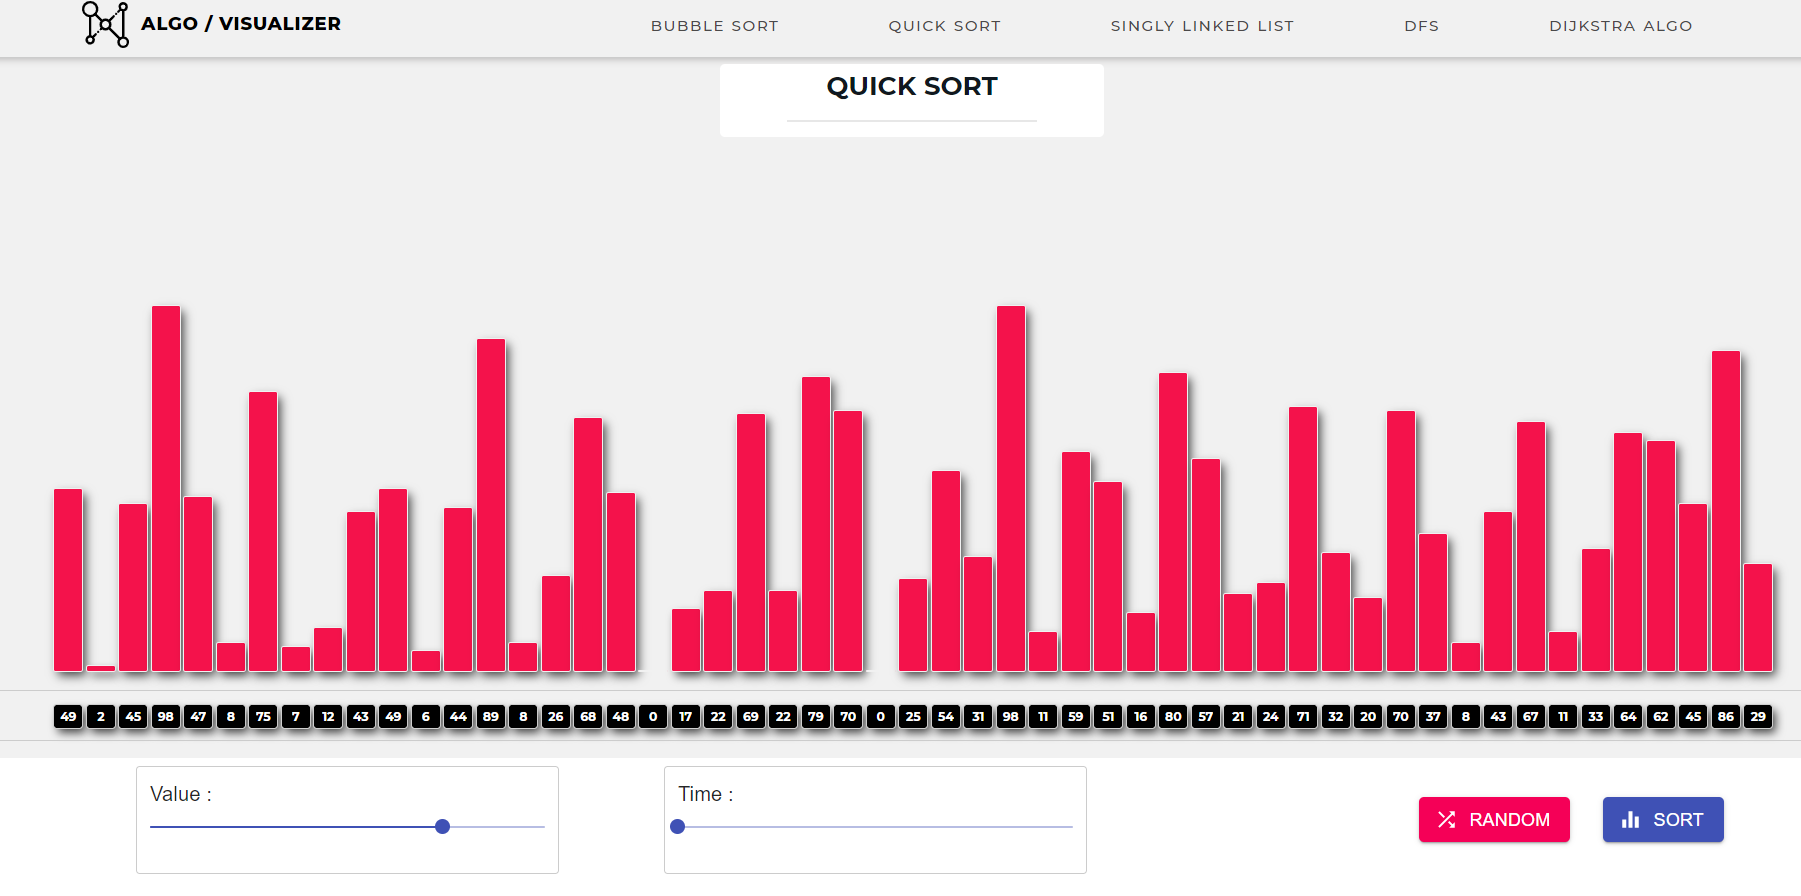 ALGO / VISUALIZER
BUBBLE SORT
QUICK SORT
SINGLY LINKED LIST
DFS
DIJKSTRA ALGO
QUICK SORT
49 2 45 98 47 8 75 7 12 43 49 6 44 89 8 26 68 48 0 17 22 69 22 79 70 0 25 54 31 98 11 59 51 16 80 57 21 24 71 32 20 70 37 8 43 67 11 33 64 62 45 86 29
Value :
Time :
RANDOM
SORT